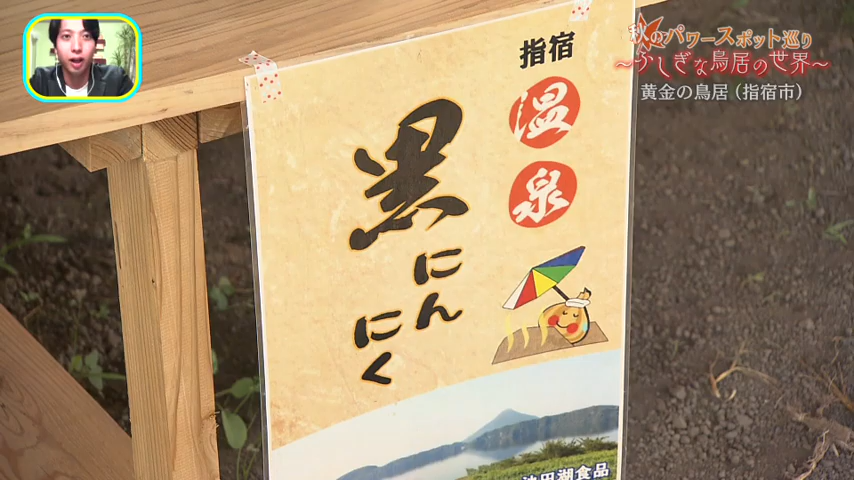 秋のパワースポット巡り
～ふしぎな鳥居の世界～
黄金の鳥居（指宿市）
指宿
温泉
黒にんにく
池田湖食品